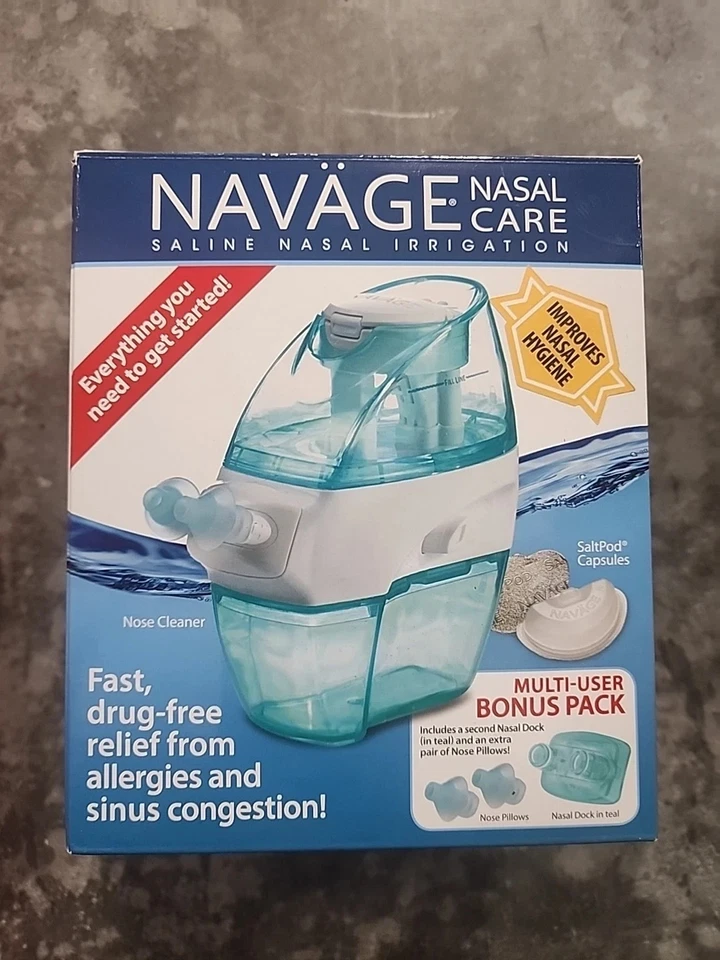 NAVÄGE® NASAL CARE
SALINE NASAL IRRIGATION
Everything you
need to get started!
IMPROVES
NASAL
HYGIENE
NAVAGE
FILL LINE
SaltPod®
Capsules
NAVAGE
Nose Cleaner
Fast,
drug-free
relief from
allergies and
sinus congestion!
MULTI-USER
BONUS PACK
Includes a second Nasal Dock
(in teal) and an extra
pair of Nose Pillows!
Nose Pillows
Nasal Dock in teal